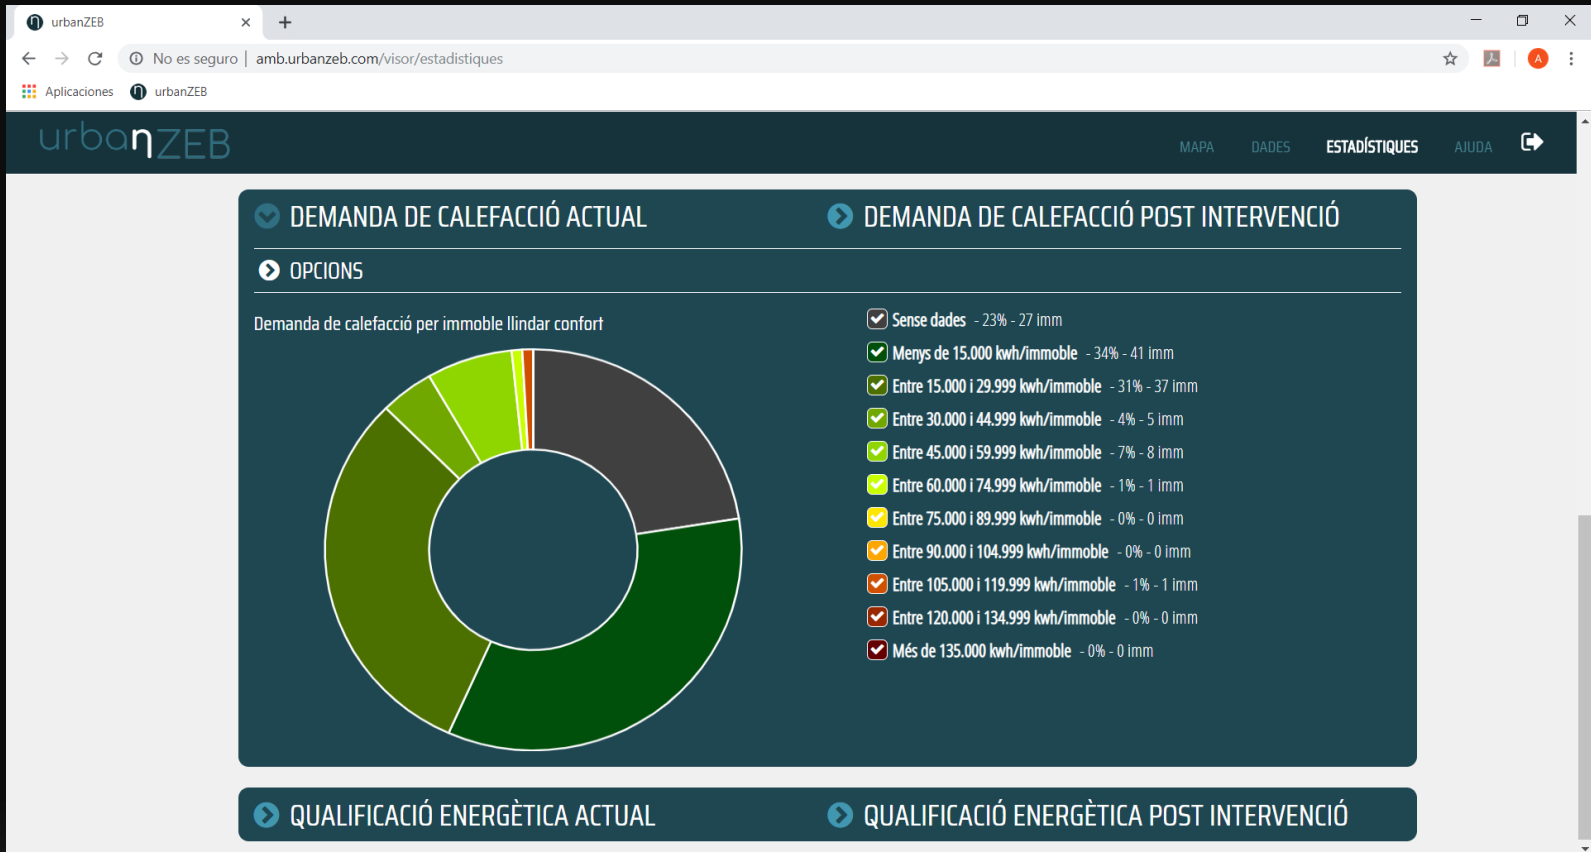 urbanZEB
No es seguro | amb.urbanzeb.com/visor/estadistiques
A
Aplicaciones urbanZEB
urbanZEB
MAPA DADES ESTADÍSTIQUES AJUDA
DEMANDA DE CALEFACCIÓ ACTUAL
DEMANDA DE CALEFACCIÓ POST INTERVENCIÓ
OPCIONS
Demanda de calefacció per immoble llindar confort
Sense dades - 23% - 27 imm
Menys de 15.000 kwh/immoble - 34% - 41 imm
Entre 15.000 i 29.999 kwh/immoble - 31% - 37 imm
Entre 30.000 i 44.999 kwh/immoble - 4% - 5 imm
Entre 45.000 i 59.999 kwh/immoble - 7% - 8 imm
Entre 60.000 i 74.999 kwh/immoble - 1% - 1 imm
Entre 75.000 i 89.999 kwh/immoble - 0% - 0 imm
Entre 90.000 i 104.999 kwh/immoble - 0% - 0 imm
Entre 105.000 i 119.999 kwh/immoble - 1% - 1 imm
Entre 120.000 i 134.999 kwh/immoble - 0% - 0 imm
Més de 135.000 kwh/immoble - 0% - 0 imm
QUALIFICACIÓ ENERGÈTICA ACTUAL
QUALIFICACIÓ ENERGÈTICA POST INTERVENCIÓ